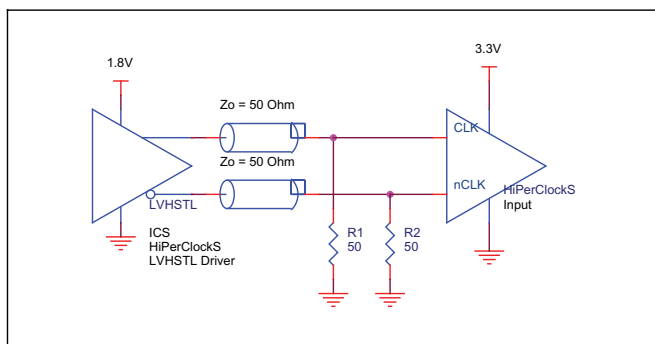 1.8V
3.3V
Zo = 50 Ohm
CLK
Zo = 50 Ohm
nCLK
HiPerClockS
Input
LVHSTL
ICS
HiPerClockS
LVHSTL Driver
R1
50
R2
50